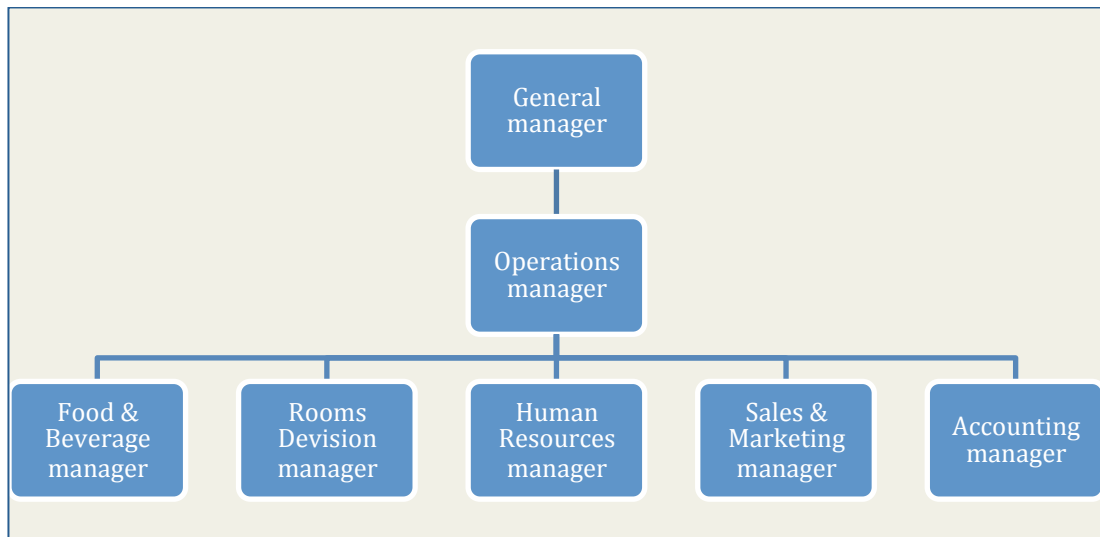 General
manager
Operations
manager
Food &
Beverage
manager
Rooms
Devision
manager
Human
Resources
manager
Sales &
Marketing
manager
Accounting
manager